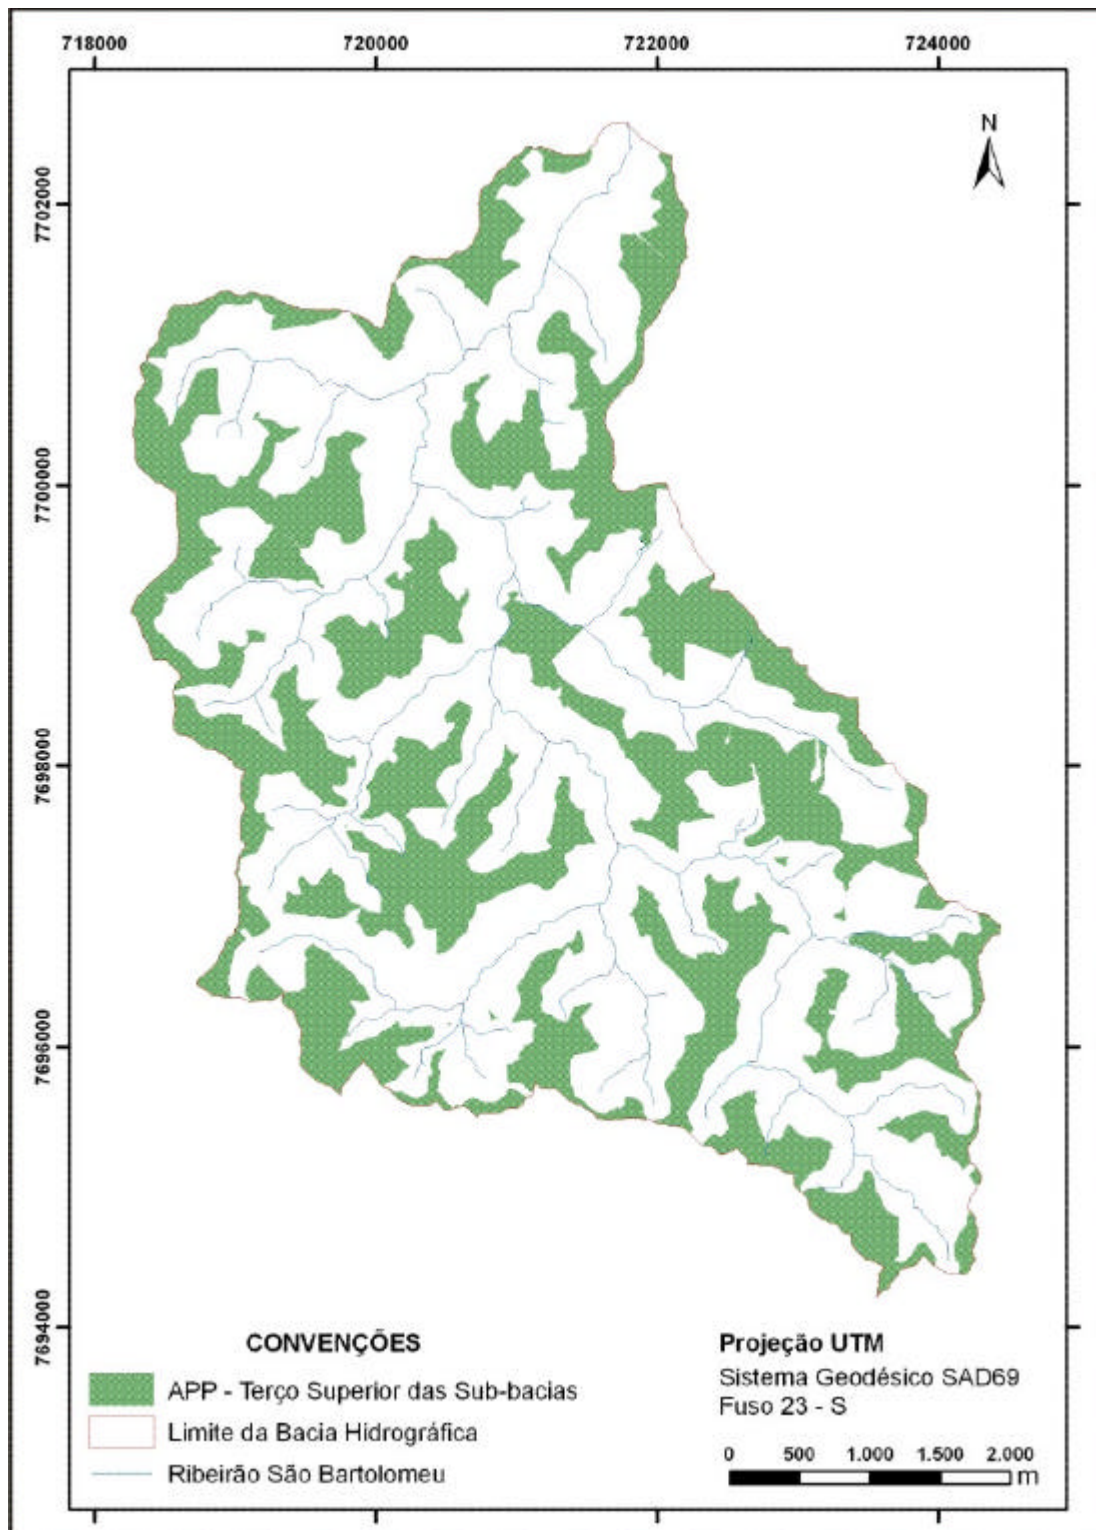 718000 720000 722000 724000
N
7702000
7700000
7698000
7696000
7694000
CONVENÇÕES
APP - Terço Superior das Sub-bacias
Limite da Bacia Hidrográfica
Ribeirão São Bartolomeu
Projeção UTM
Sistema Geodésico SAD69
Fuso 23 - S
0 500 1.000 1.500 2.000
m